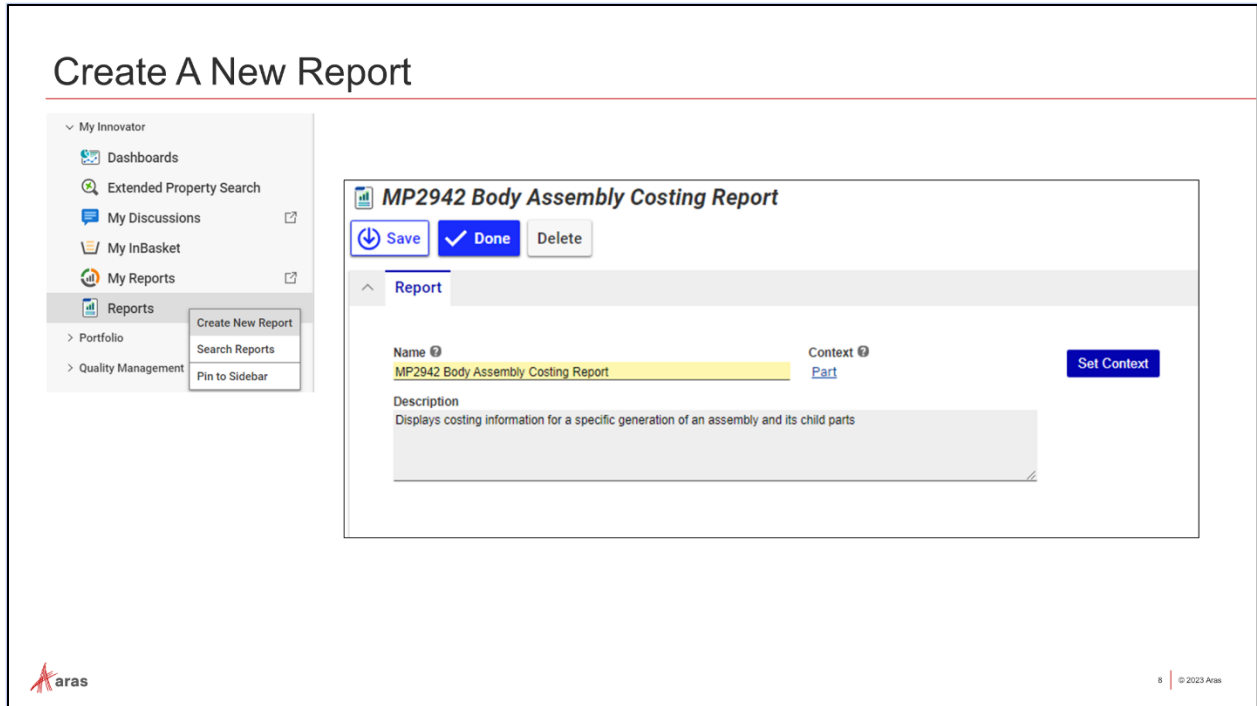 Create A New Report
My Innovator
Dashboards
Extended Property Search
My Discussions
My InBasket
My Reports
Reports
Create New Report
Portfolio
Search Reports
Quality Management
Pin to Sidebar
MP2942 Body Assembly Costing Report
Save Done Delete
Report
Name Context
Set Context
MP2942 Body Assembly Costing Report Part
Description
Displays costing information for a specific generation of an assembly and its child parts
aras
8 © 2023 Aras